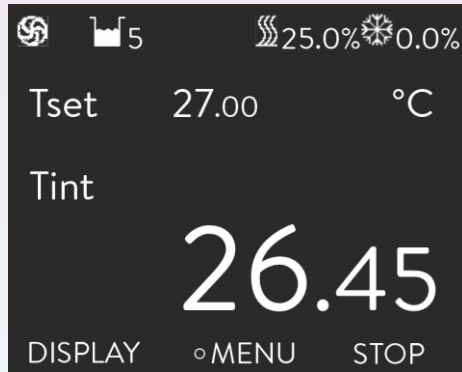 5 25.0% 0.0%
Tset 27.00 °C
Tint
26.45
DISPLAY ○MENU STOP